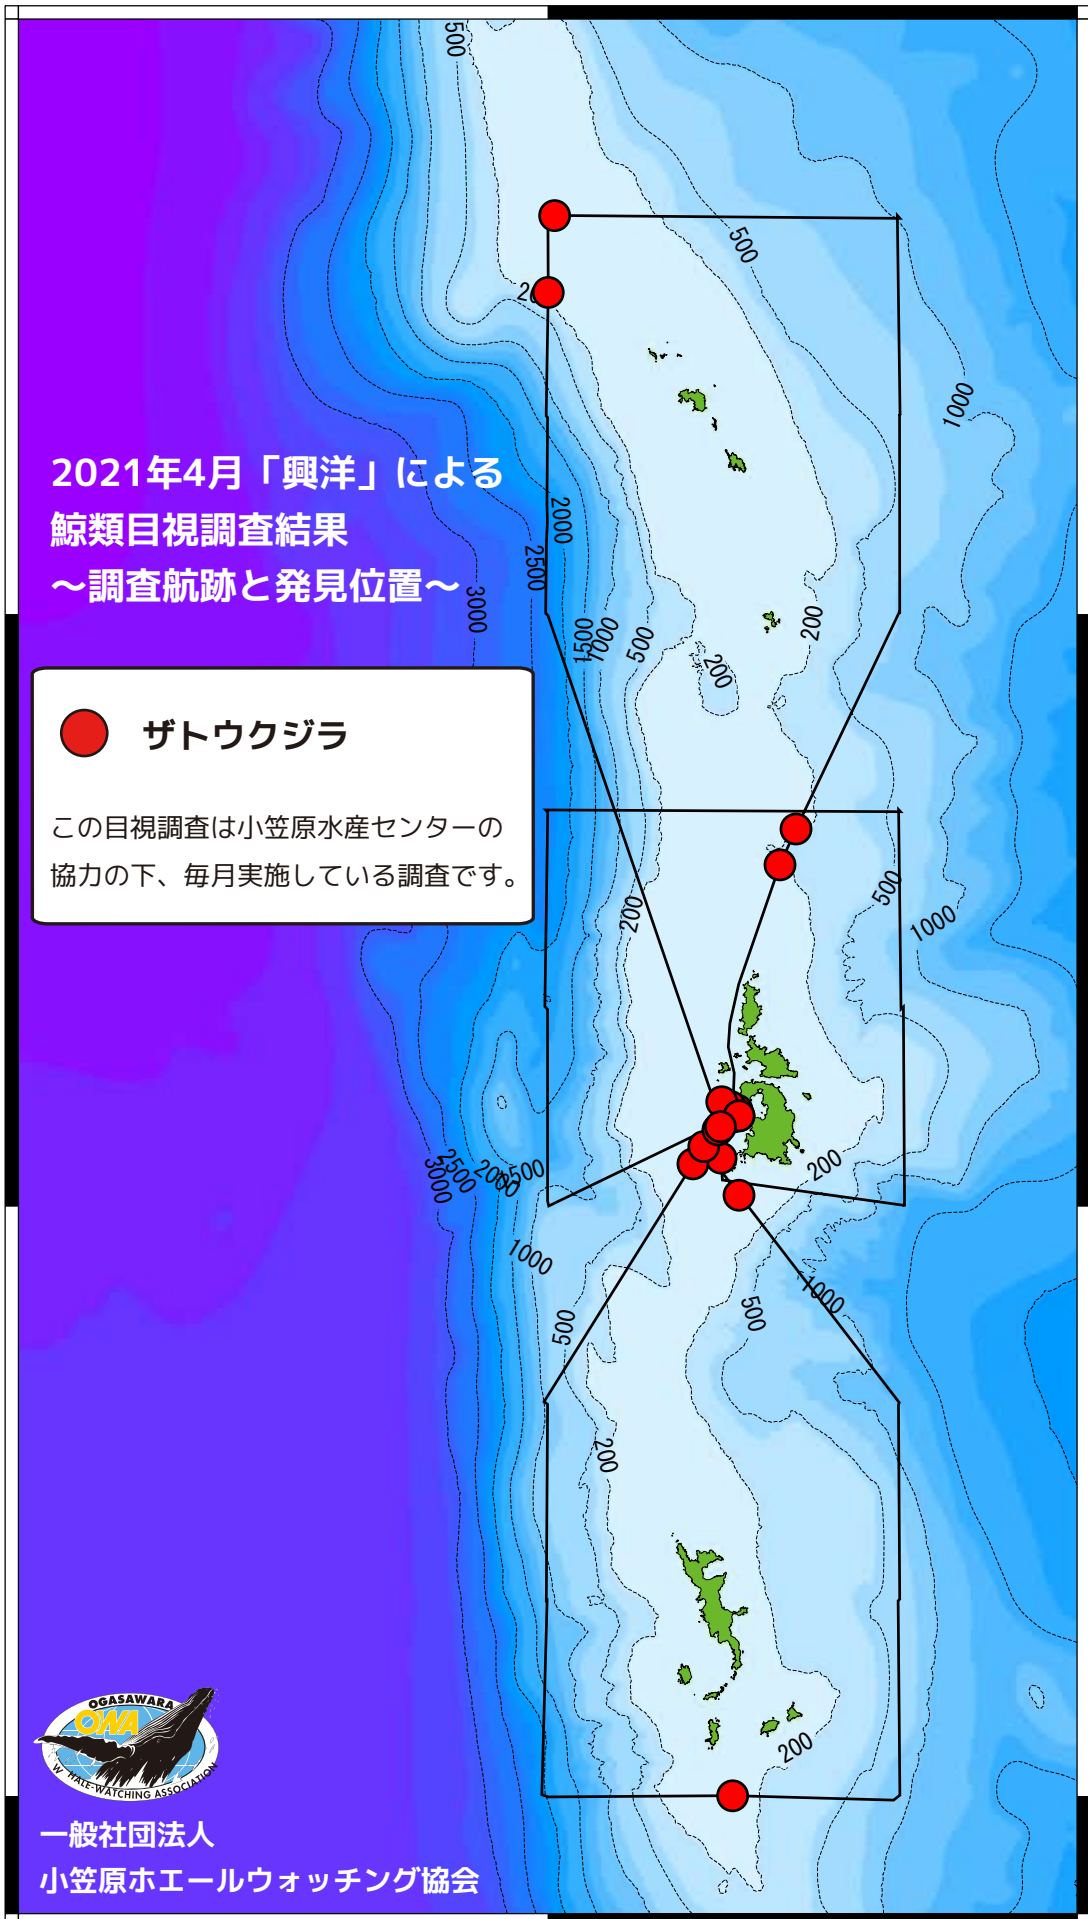 500
500
200
1000
2021年4月「興洋」による
鯨類目視調査結果
～調査航跡と発見位置～
2000
2500
3000
1500
1000
500
200
200
ザトウクジラ
この目視調査は小笠原水産センターの
協力の下、毎月実施している調査です。
200
500
1000
3000
2500
2000
200
1000
500
500
1000
200
200
OGASAWARA
OWA
WHALE-WATCHING ASSOCIATION
一般社団法人
小笠原ホエールウォッチング協会